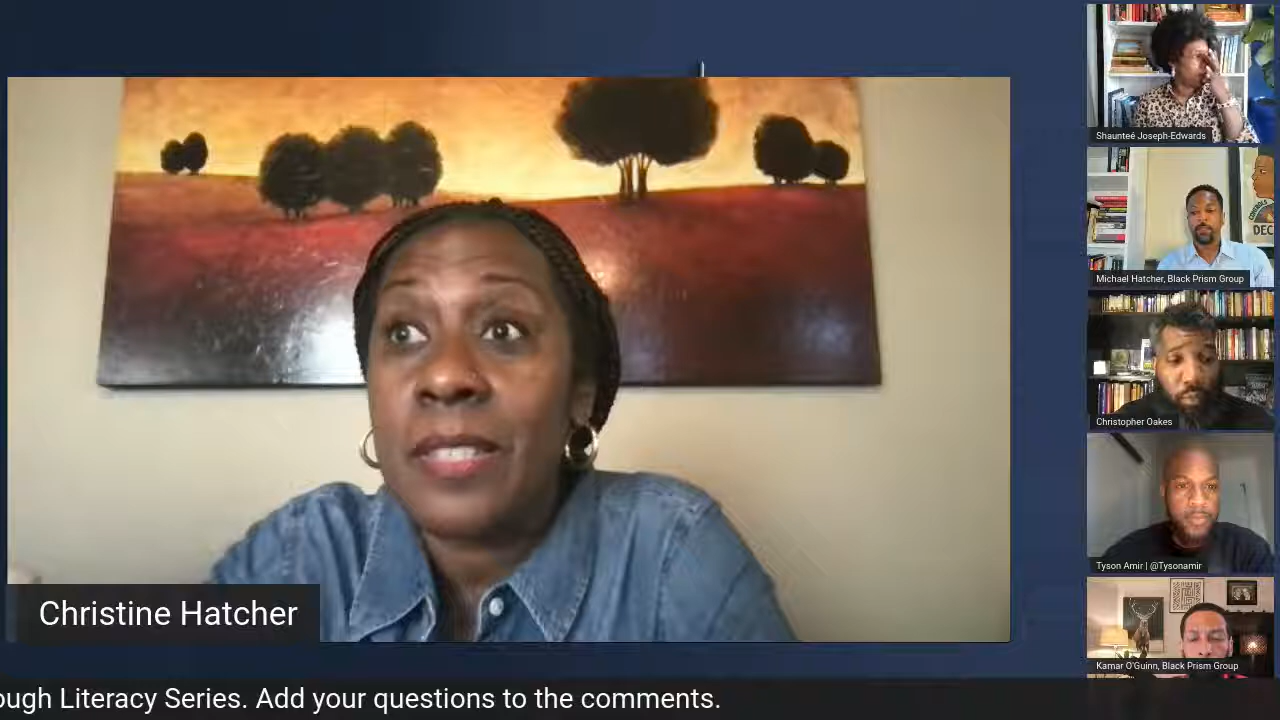 Christine Hatcher
ough Literacy Series. Add your questions to the comments.
Shaunteé Joseph-Edwards
Michael Hatcher, Black Prism Group
DEC
Christopher Oakes
Tyson Amir | @Tysonamir
Kamar O'Guinn, Black Prism Group